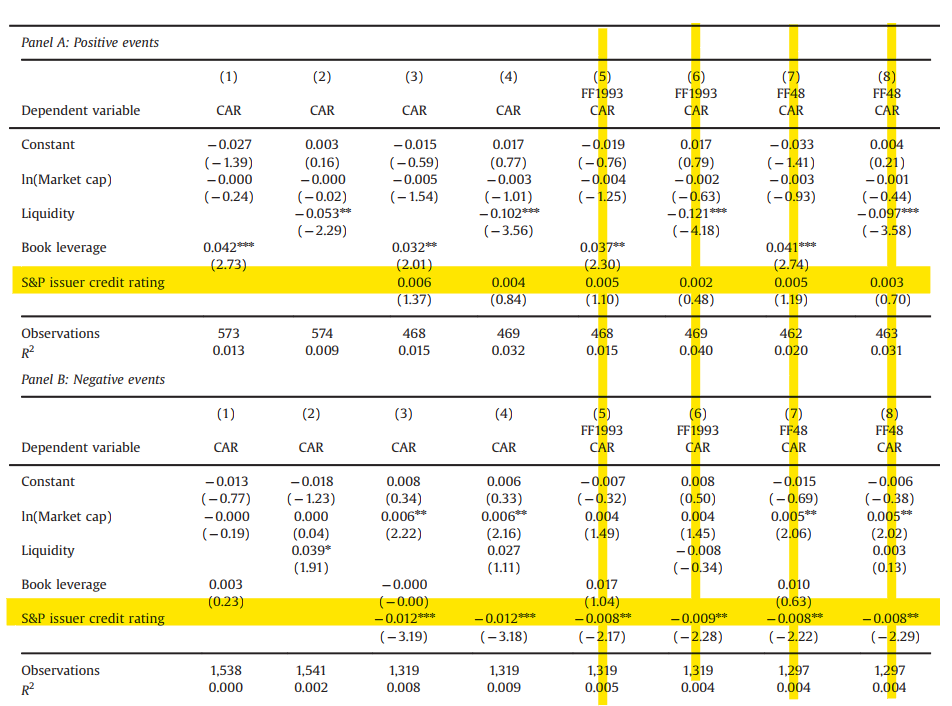 Panel A: Positive events
(1) (2) (3) (4) (5) (6) (7) (8)
FF1993 FF1993 FF48 FF48
Dependent variable CAR CAR CAR CAR CAR CAR CAR CAR
Constant −0.027 0.003 −0.015 0.017 −0.019 0.017 −0.033 0.004
(−1.39) (0.16) (−0.59) (0.77) (−0.76) (0.79) (−1.41) (0.21)
ln(Market cap) −0.000 −0.000 −0.005 −0.003 −0.004 −0.002 −0.003 −0.001
(−0.24) (−0.02) (−1.54) (−1.01) (−1.25) (−0.63) (−0.93) (−0.44)
Liquidity −0.053** −0.102*** −0.121*** −0.097***
(−2.29) (−3.56) (−4.18) (−3.58)
Book leverage 0.042*** 0.032** 0.037** 0.041***
(2.73) (2.01) (2.30) (2.74)
S&P issuer credit rating 0.006 0.004 0.005 0.002 0.005 0.003
(1.37) (0.84) (1.10) (0.48) (1.19) (0.70)
Observations 573 574 468 469 468 469 462 463
R² 0.013 0.009 0.015 0.032 0.015 0.040 0.020 0.031
Panel B: Negative events
(1) (2) (3) (4) (5) (6) (7) (8)
FF1993 FF1993 FF48 FF48
Dependent variable CAR CAR CAR CAR CAR CAR CAR CAR
Constant −0.013 −0.018 0.008 0.006 −0.007 0.008 −0.015 −0.006
(−0.77) (−1.23) (0.34) (0.33) (−0.32) (0.50) (−0.69) (−0.38)
ln(Market cap) −0.000 0.000 0.006** 0.006** 0.004 0.004 0.005** 0.005**
(−0.19) (0.04) (2.22) (2.16) (1.49) (1.45) (2.06) (2.02)
Liquidity 0.039* 0.027 −0.008 0.003
(1.91) (1.11) (−0.34) (0.13)
Book leverage 0.003 −0.000 0.017 0.010
(0.23) (−0.00) (1.04) (0.63)
S&P issuer credit rating −0.012*** −0.012*** −0.008** −0.009** −0.008** −0.008**
(−3.19) (−3.18) (−2.17) (−2.28) (−2.22) (−2.29)
Observations 1,538 1,541 1,319 1,319 1,319 1,319 1,297 1,297
R² 0.000 0.002 0.008 0.009 0.005 0.004 0.004 0.004